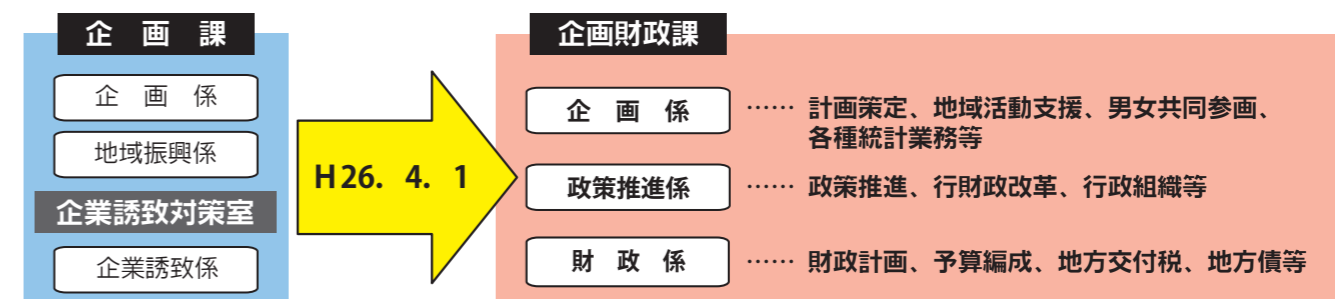 企画課
企画係
地域振興係
企業誘致対策室
企業誘致係
H26. 4. 1
企画財政課
企画係 …… 計画策定、地域活動支援、男女共同参画、
各種統計業務等
政策推進係 …… 政策推進、行財政改革、行政組織等
財政係 …… 財政計画、予算編成、地方交付税、地方債等